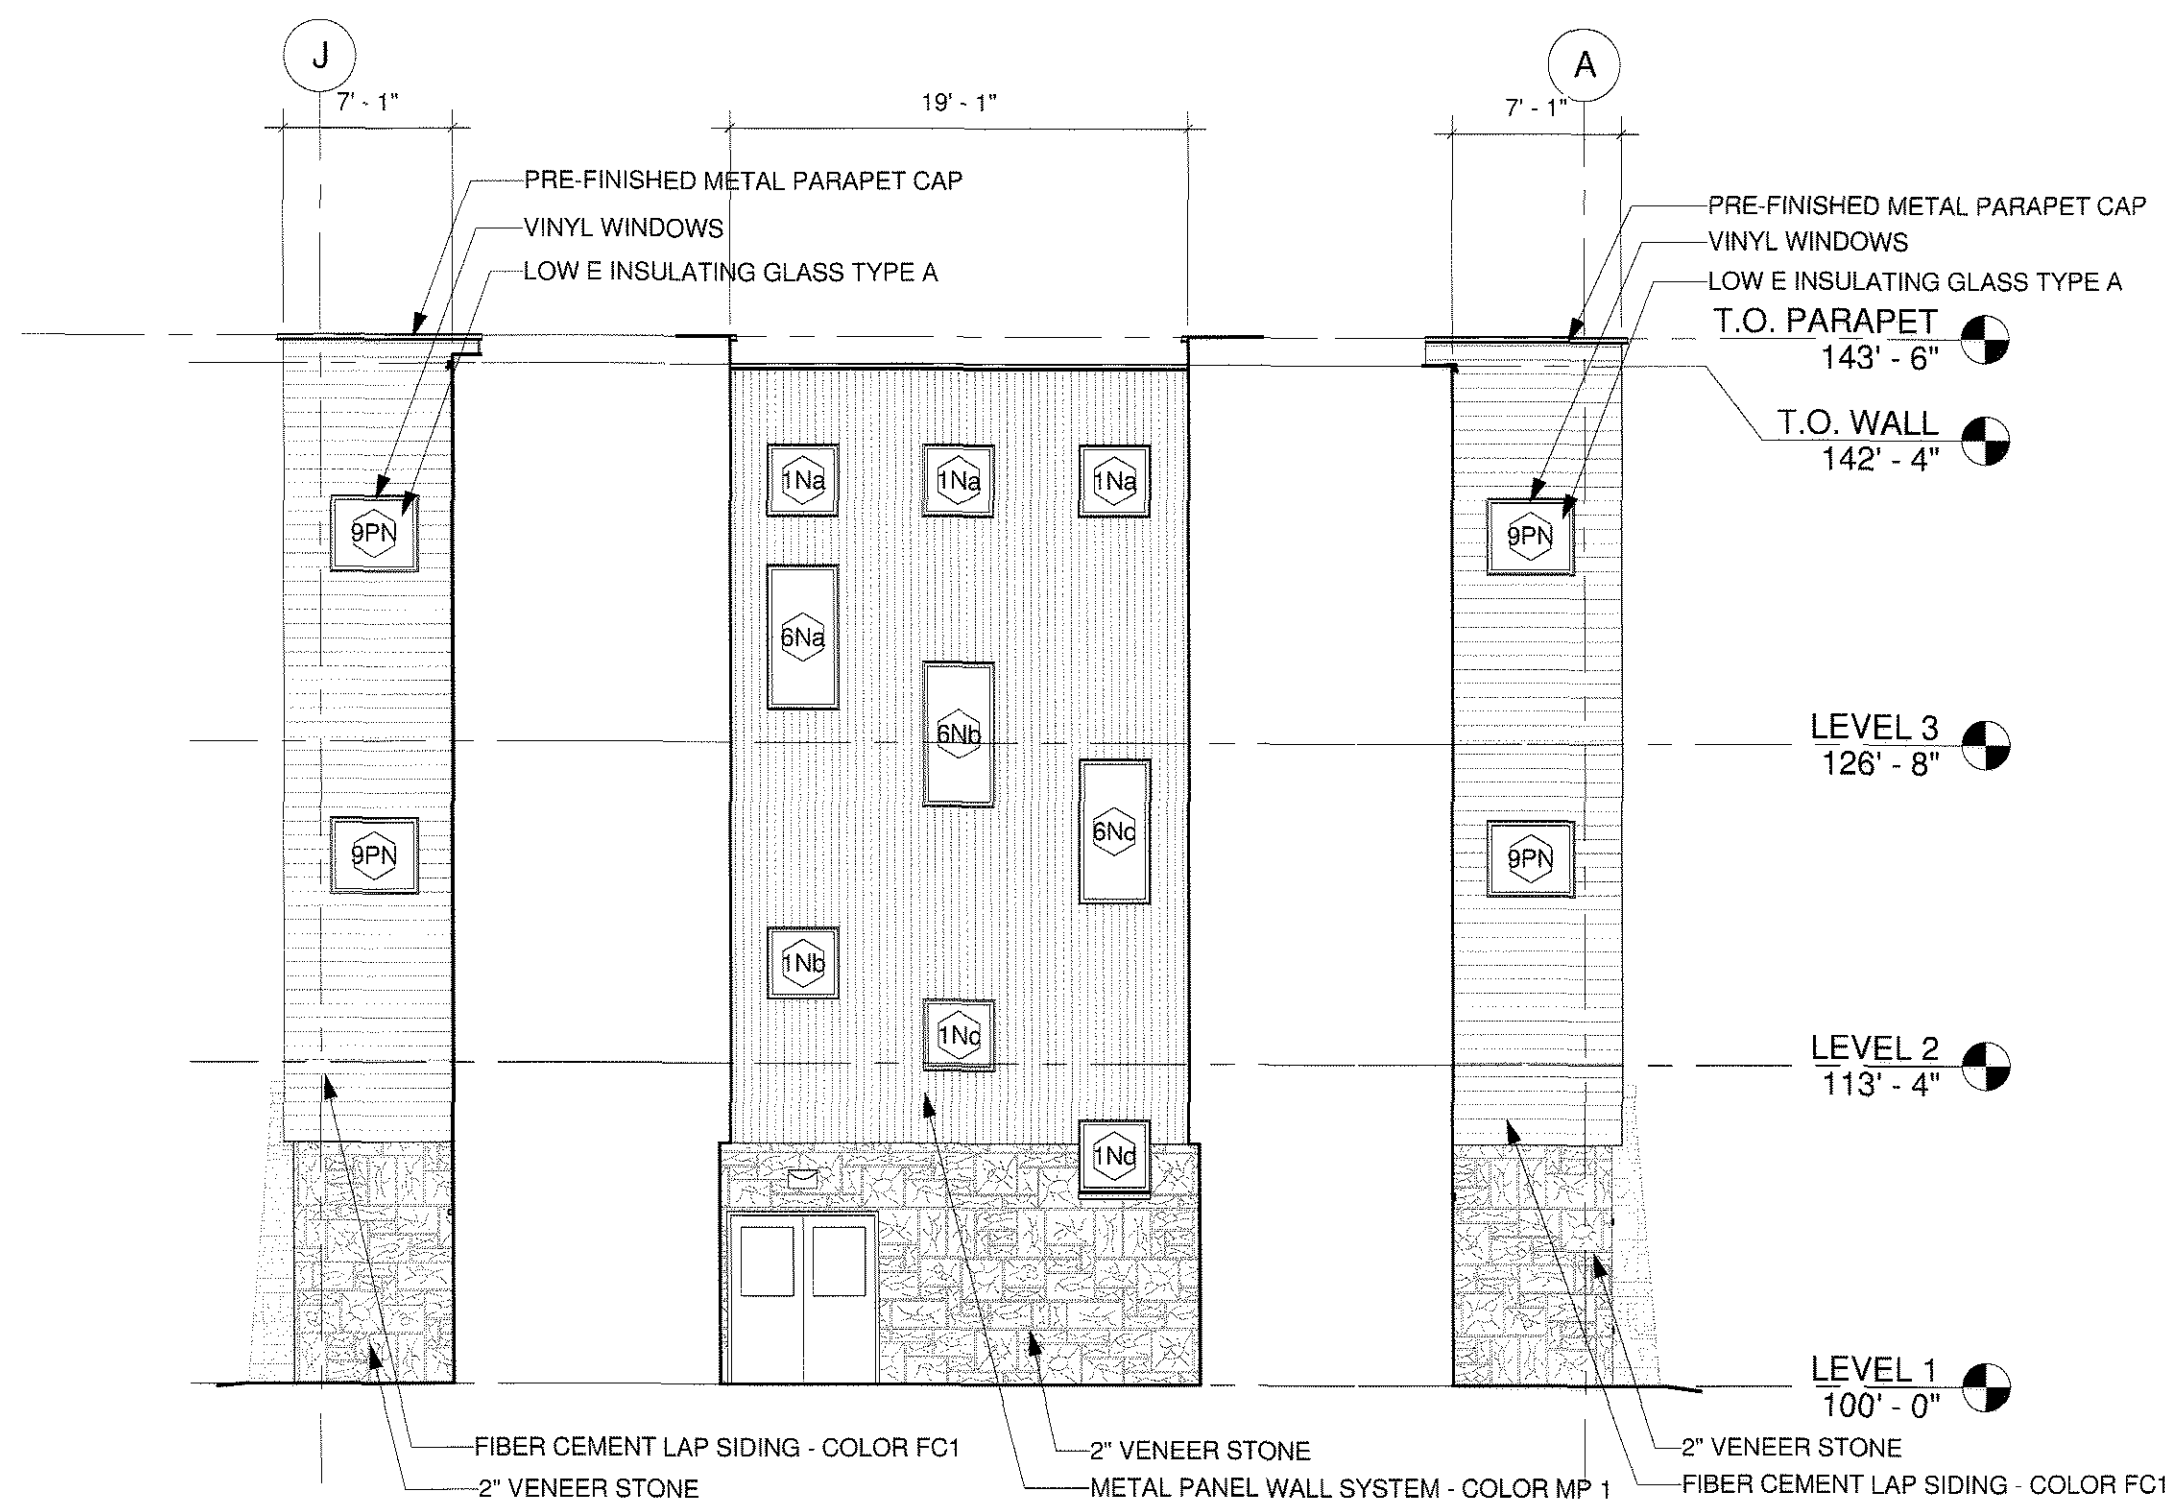 J
A
7' - 1"
19' - 1"
7' - 1"
PRE-FINISHED METAL PARAPET CAP
VINYL WINDOWS
LOW E INSULATING GLASS TYPE A
PRE-FINISHED METAL PARAPET CAP
VINYL WINDOWS
LOW E INSULATING GLASS TYPE A
T.O. PARAPET
143' - 6"
T.O. WALL
142' - 4"
1Na
1Na
1Na
9PN
9PN
6Na
6Nb
LEVEL 3
126' - 8"
6Nc
9PN
9PN
1Nb
1Nc
LEVEL 2
113' - 4"
1Nd
LEVEL 1
100' - 0"
FIBER CEMENT LAP SIDING - COLOR FC1
2" VENEER STONE
2" VENEER STONE
METAL PANEL WALL SYSTEM - COLOR MP 1
2" VENEER STONE
FIBER CEMENT LAP SIDING - COLOR FC1